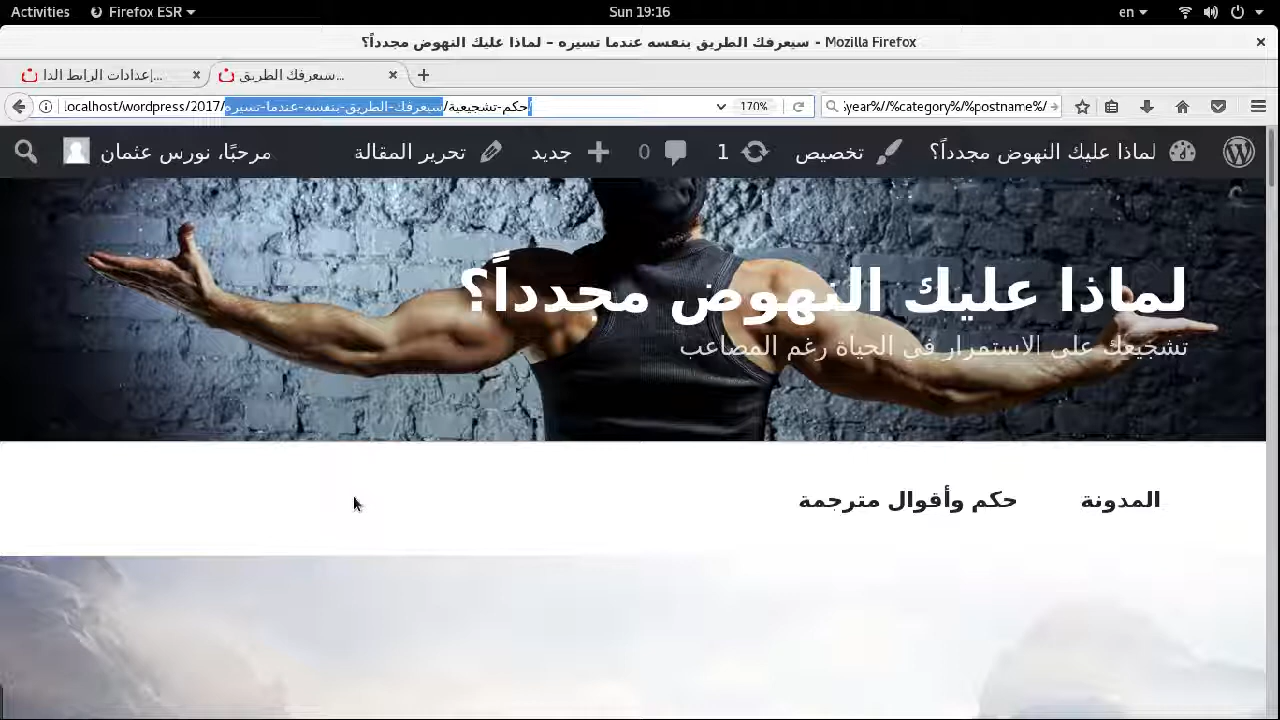 Activities Firefox ESR Sun 19:16 en
سيعرفك الطريق بنفسه عندما تسيره – لماذا عليك النهوض مجدداً؟ - Mozilla Firefox
إعدادات الرابط الدا... سيعرفك الطريق...
localhost/wordpress/2017/حكم-تشجيعية/سيعرفك-الطريق-بنفسه-عندما-تسيره/ 170% year%//%category%/%postname%/
لماذا عليك النهوض مجدداً؟ تخصيص 1 0 جديد تحرير المقالة مرحبًا، نورس عثمان
لماذا عليك النهوض مجدداً؟
تشجيعك على الاستمرار في الحياة رغم المصاعب
المدونة حكم وأقوال مترجمة